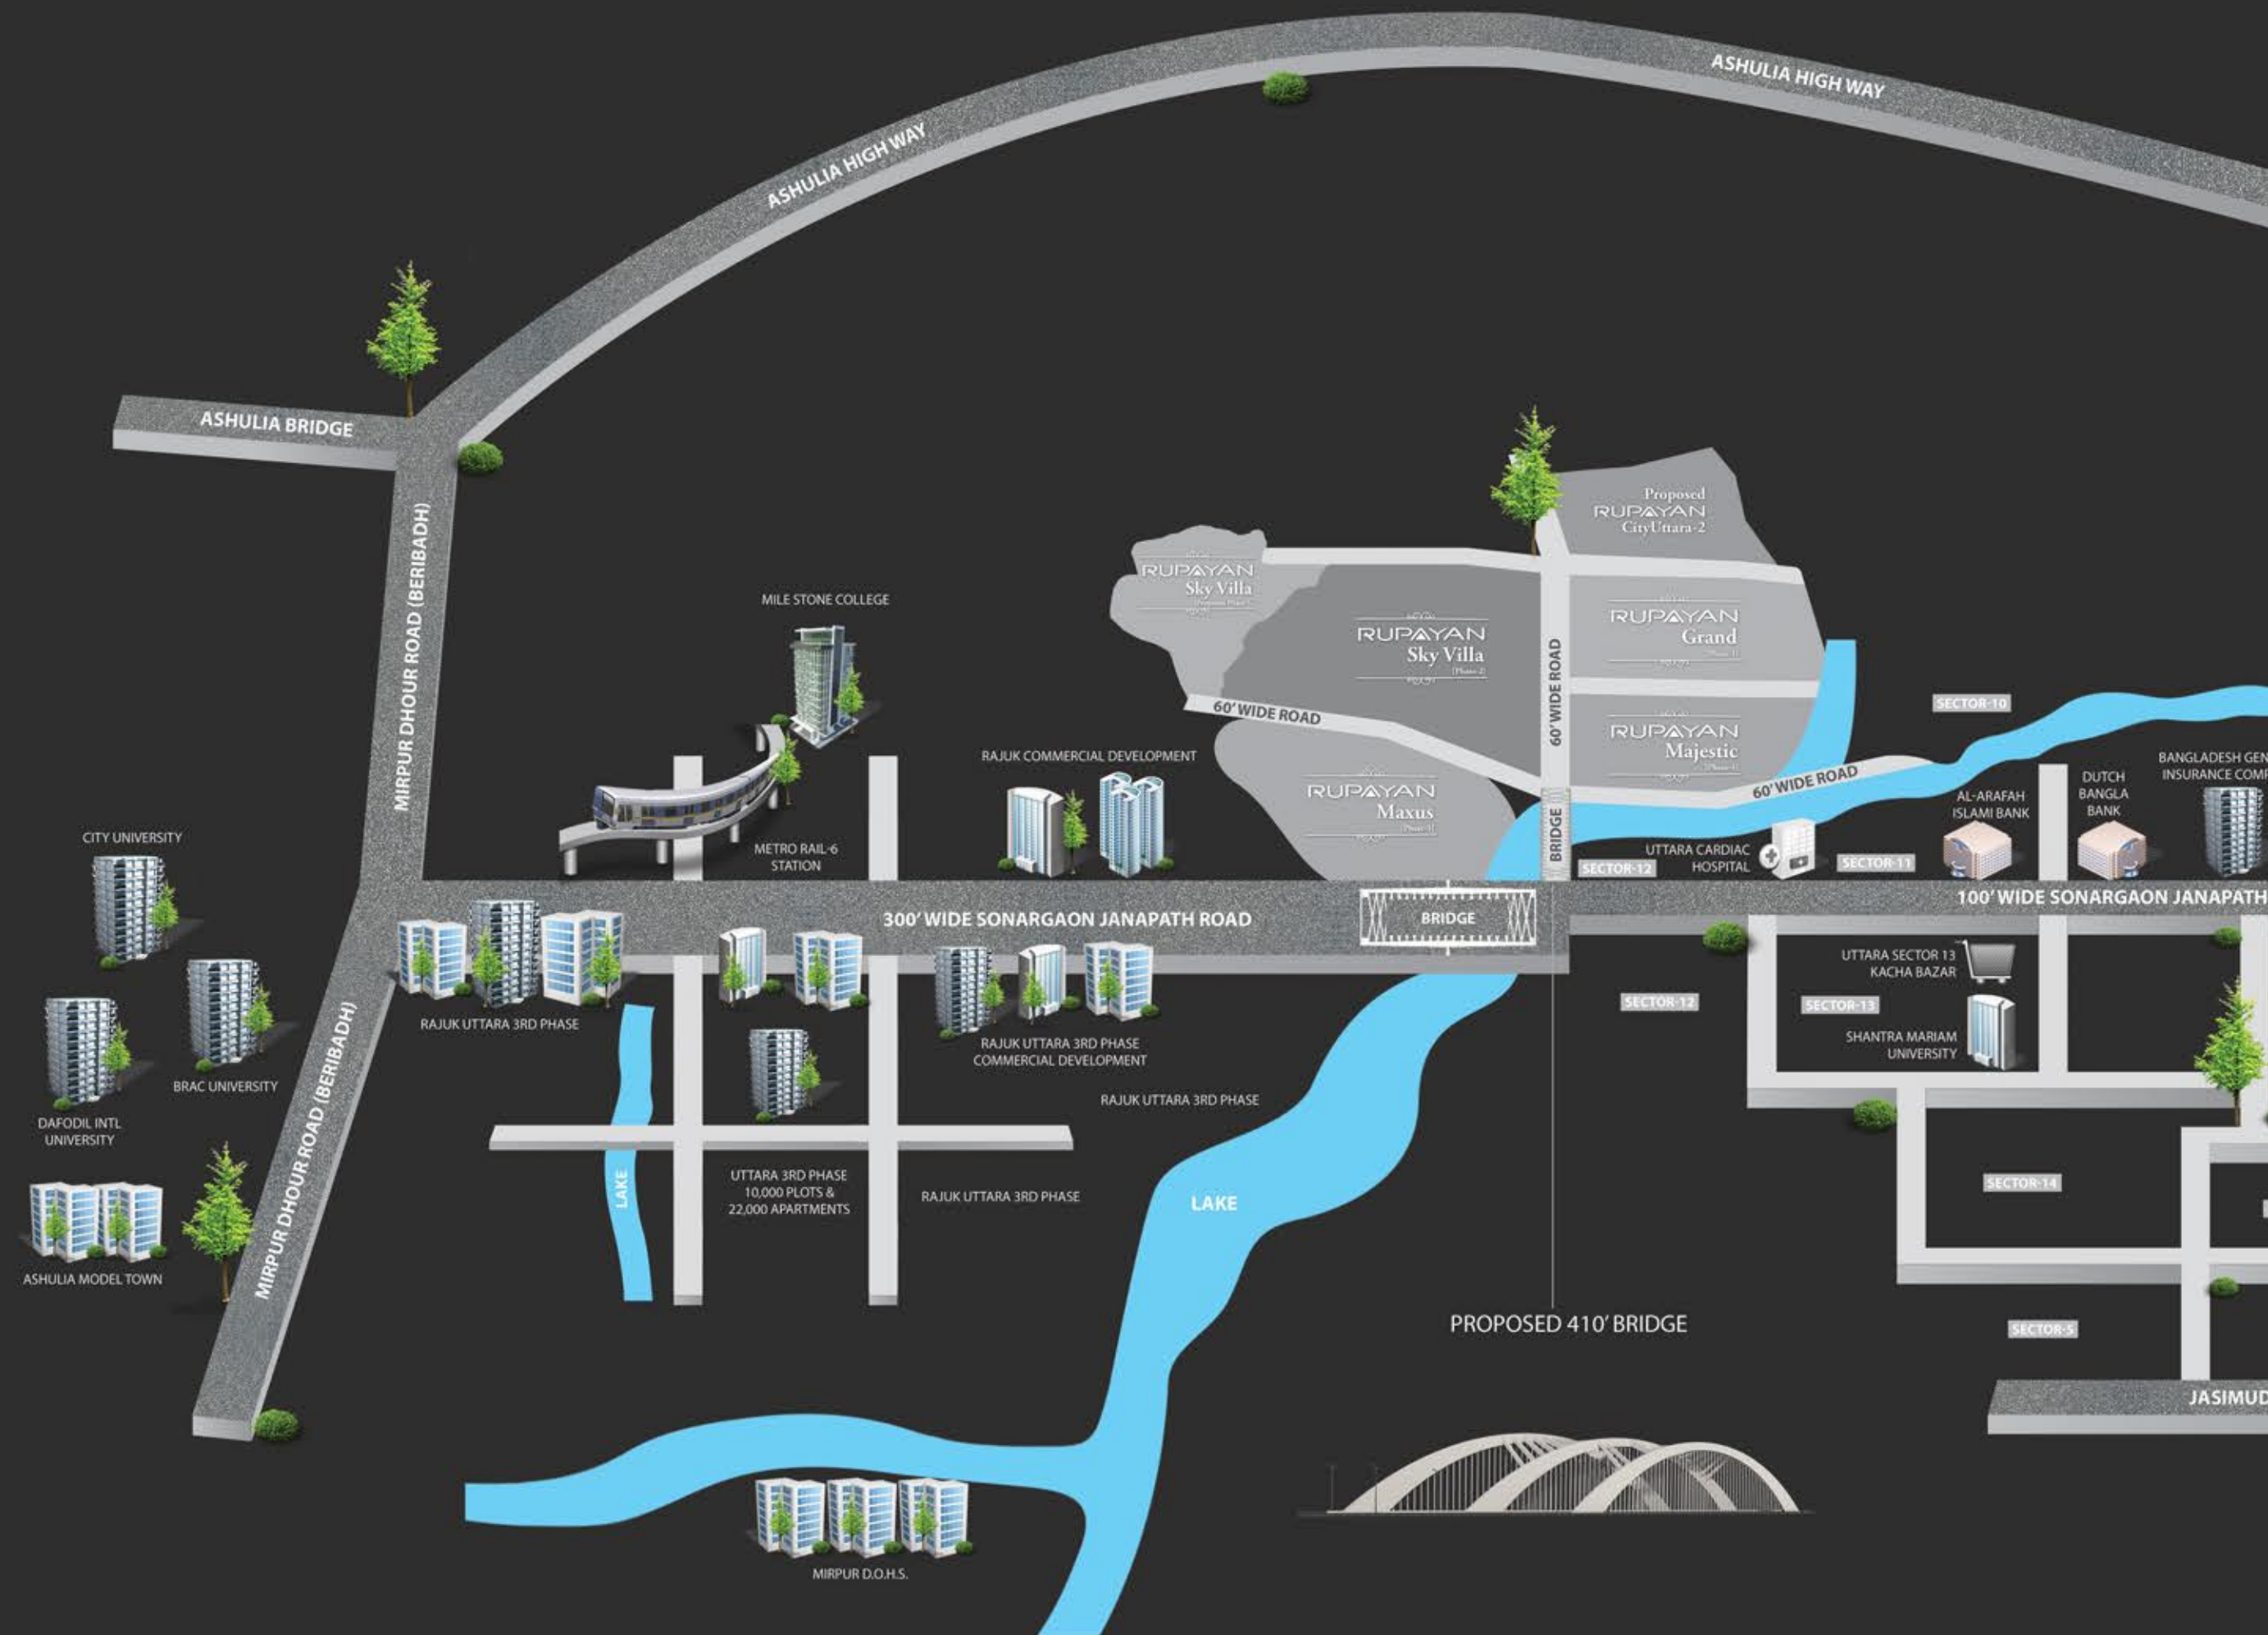 ASHULIA HIGH WAY
ASHULIA HIGH WAY
ASHULIA BRIDGE
MIRPUR DHOUR ROAD (BERIBADH)
Proposed
RUPAYAN
CityUttara-2
RUPAYAN
Sky Villa
RUPAYAN
Sky Villa
(Phase-2)
RUPAYAN
Grand
60' WIDE ROAD
60' WIDE ROAD
RUPAYAN
Majestic
RUPAYAN
Maxus
60' WIDE ROAD
BRIDGE
MILE STONE COLLEGE
METRO RAIL-6
STATION
RAJUK COMMERCIAL DEVELOPMENT
SECTOR-10
BANGLADESH GEN
INSURANCE COMP
DUTCH
BANGLA
BANK
AL-ARAFAH
ISLAMI BANK
UTTARA CARDIAC
HOSPITAL
SECTOR-12
SECTOR-11
CITY UNIVERSITY
300' WIDE SONARGAON JANAPATH ROAD
BRIDGE
100' WIDE SONARGAON JANAPATH
UTTARA SECTOR 13
KACHA BAZAR
SECTOR-12
SECTOR-13
SHANTRA MARIAM
UNIVERSITY
RAJUK UTTARA 3RD PHASE
RAJUK UTTARA 3RD PHASE
COMMERCIAL DEVELOPMENT
RAJUK UTTARA 3RD PHASE
BRAC UNIVERSITY
DAFODIL INTL
UNIVERSITY
MIRPUR DHOUR ROAD (BERIBADH)
LAKE
UTTARA 3RD PHASE
10,000 PLOTS &
22,000 APARTMENTS
RAJUK UTTARA 3RD PHASE
LAKE
SECTOR-14
ASHULIA MODEL TOWN
PROPOSED 410' BRIDGE
SECTOR-5
JASIMUD
MIRPUR D.O.H.S.